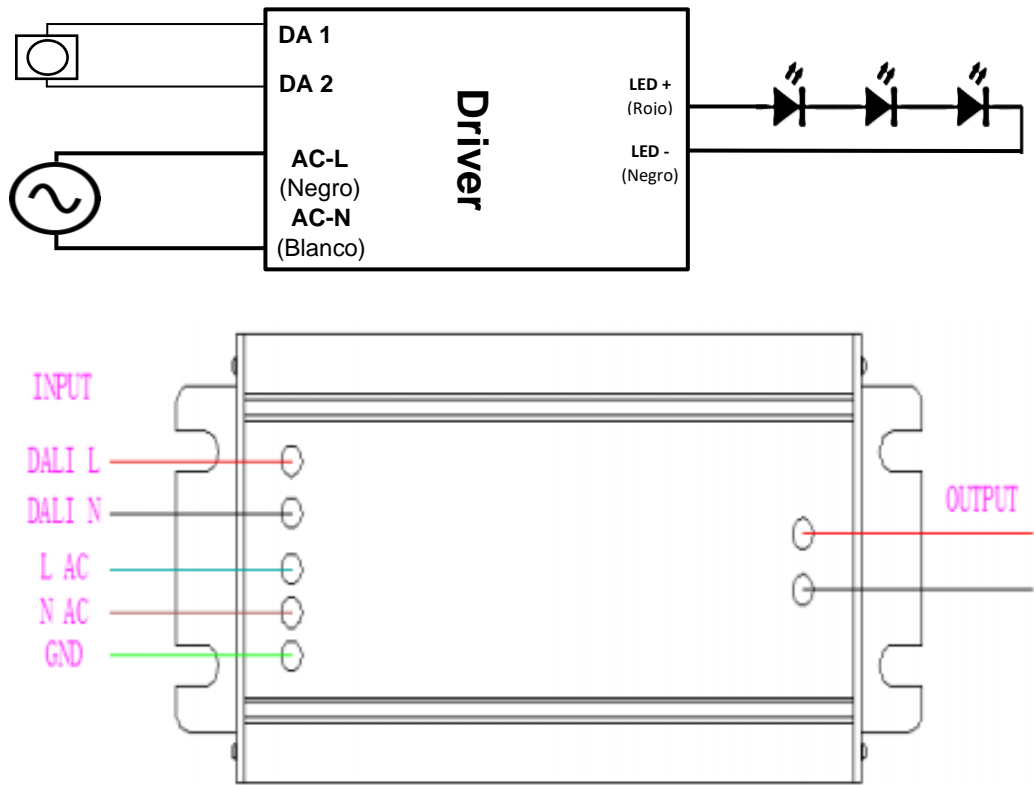 DA 1
DA 2
AC-L
(Negro)
AC-N
(Blanco)
Driver
LED +
(Rojo)
LED -
(Negro)
INPUT
DALI L
DALI N
L AC
N AC
GND
OUTPUT